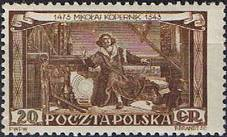 1473 MIKOŁAJ KOPERNIK 1543
20 POCZTA POLSKA GR.
P.W.P.W.